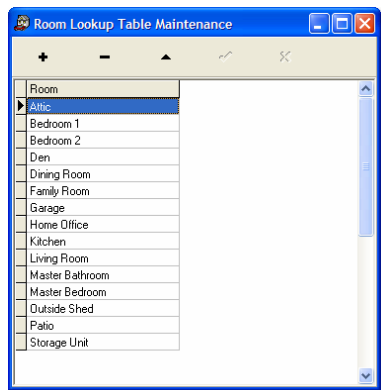 Room Lookup Table Maintenance
Room
Attic
Bedroom 1
Bedroom 2
Den
Dining Room
Family Room
Garage
Home Office
Kitchen
Living Room
Master Bathroom
Master Bedroom
Outside Shed
Patio
Storage Unit